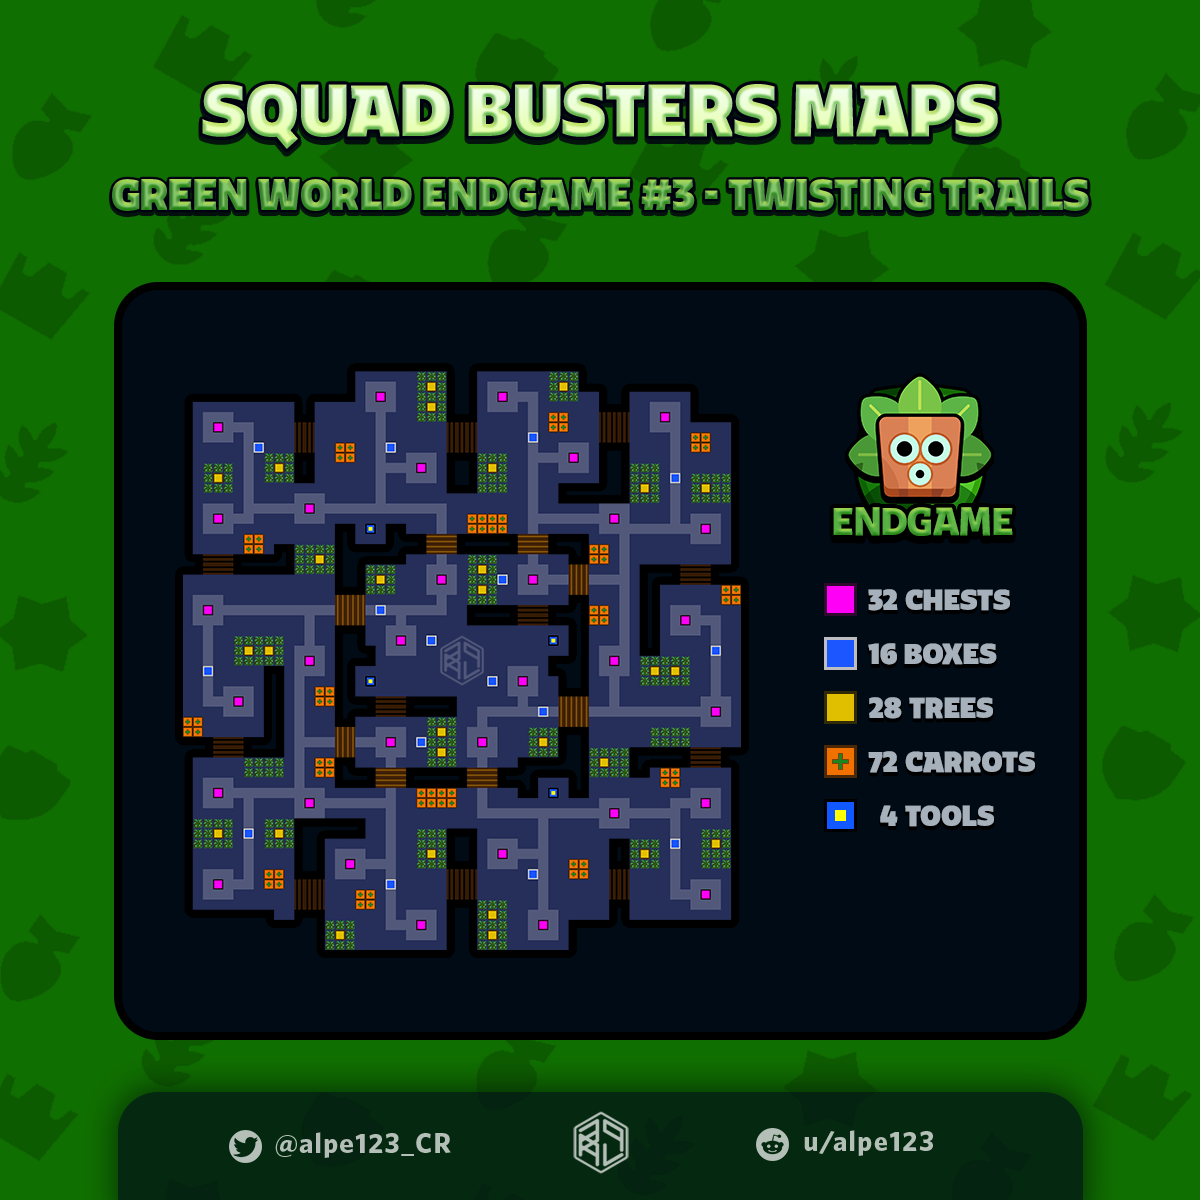 SQUAD BUSTERS MAPS
GREEN WORLD ENDGAME #3 - TWISTING TRAILS
ENDGAME
32 CHESTS
16 BOXES
28 TREES
72 CARROTS
4 TOOLS
@alpe123_CR
u/alpe123